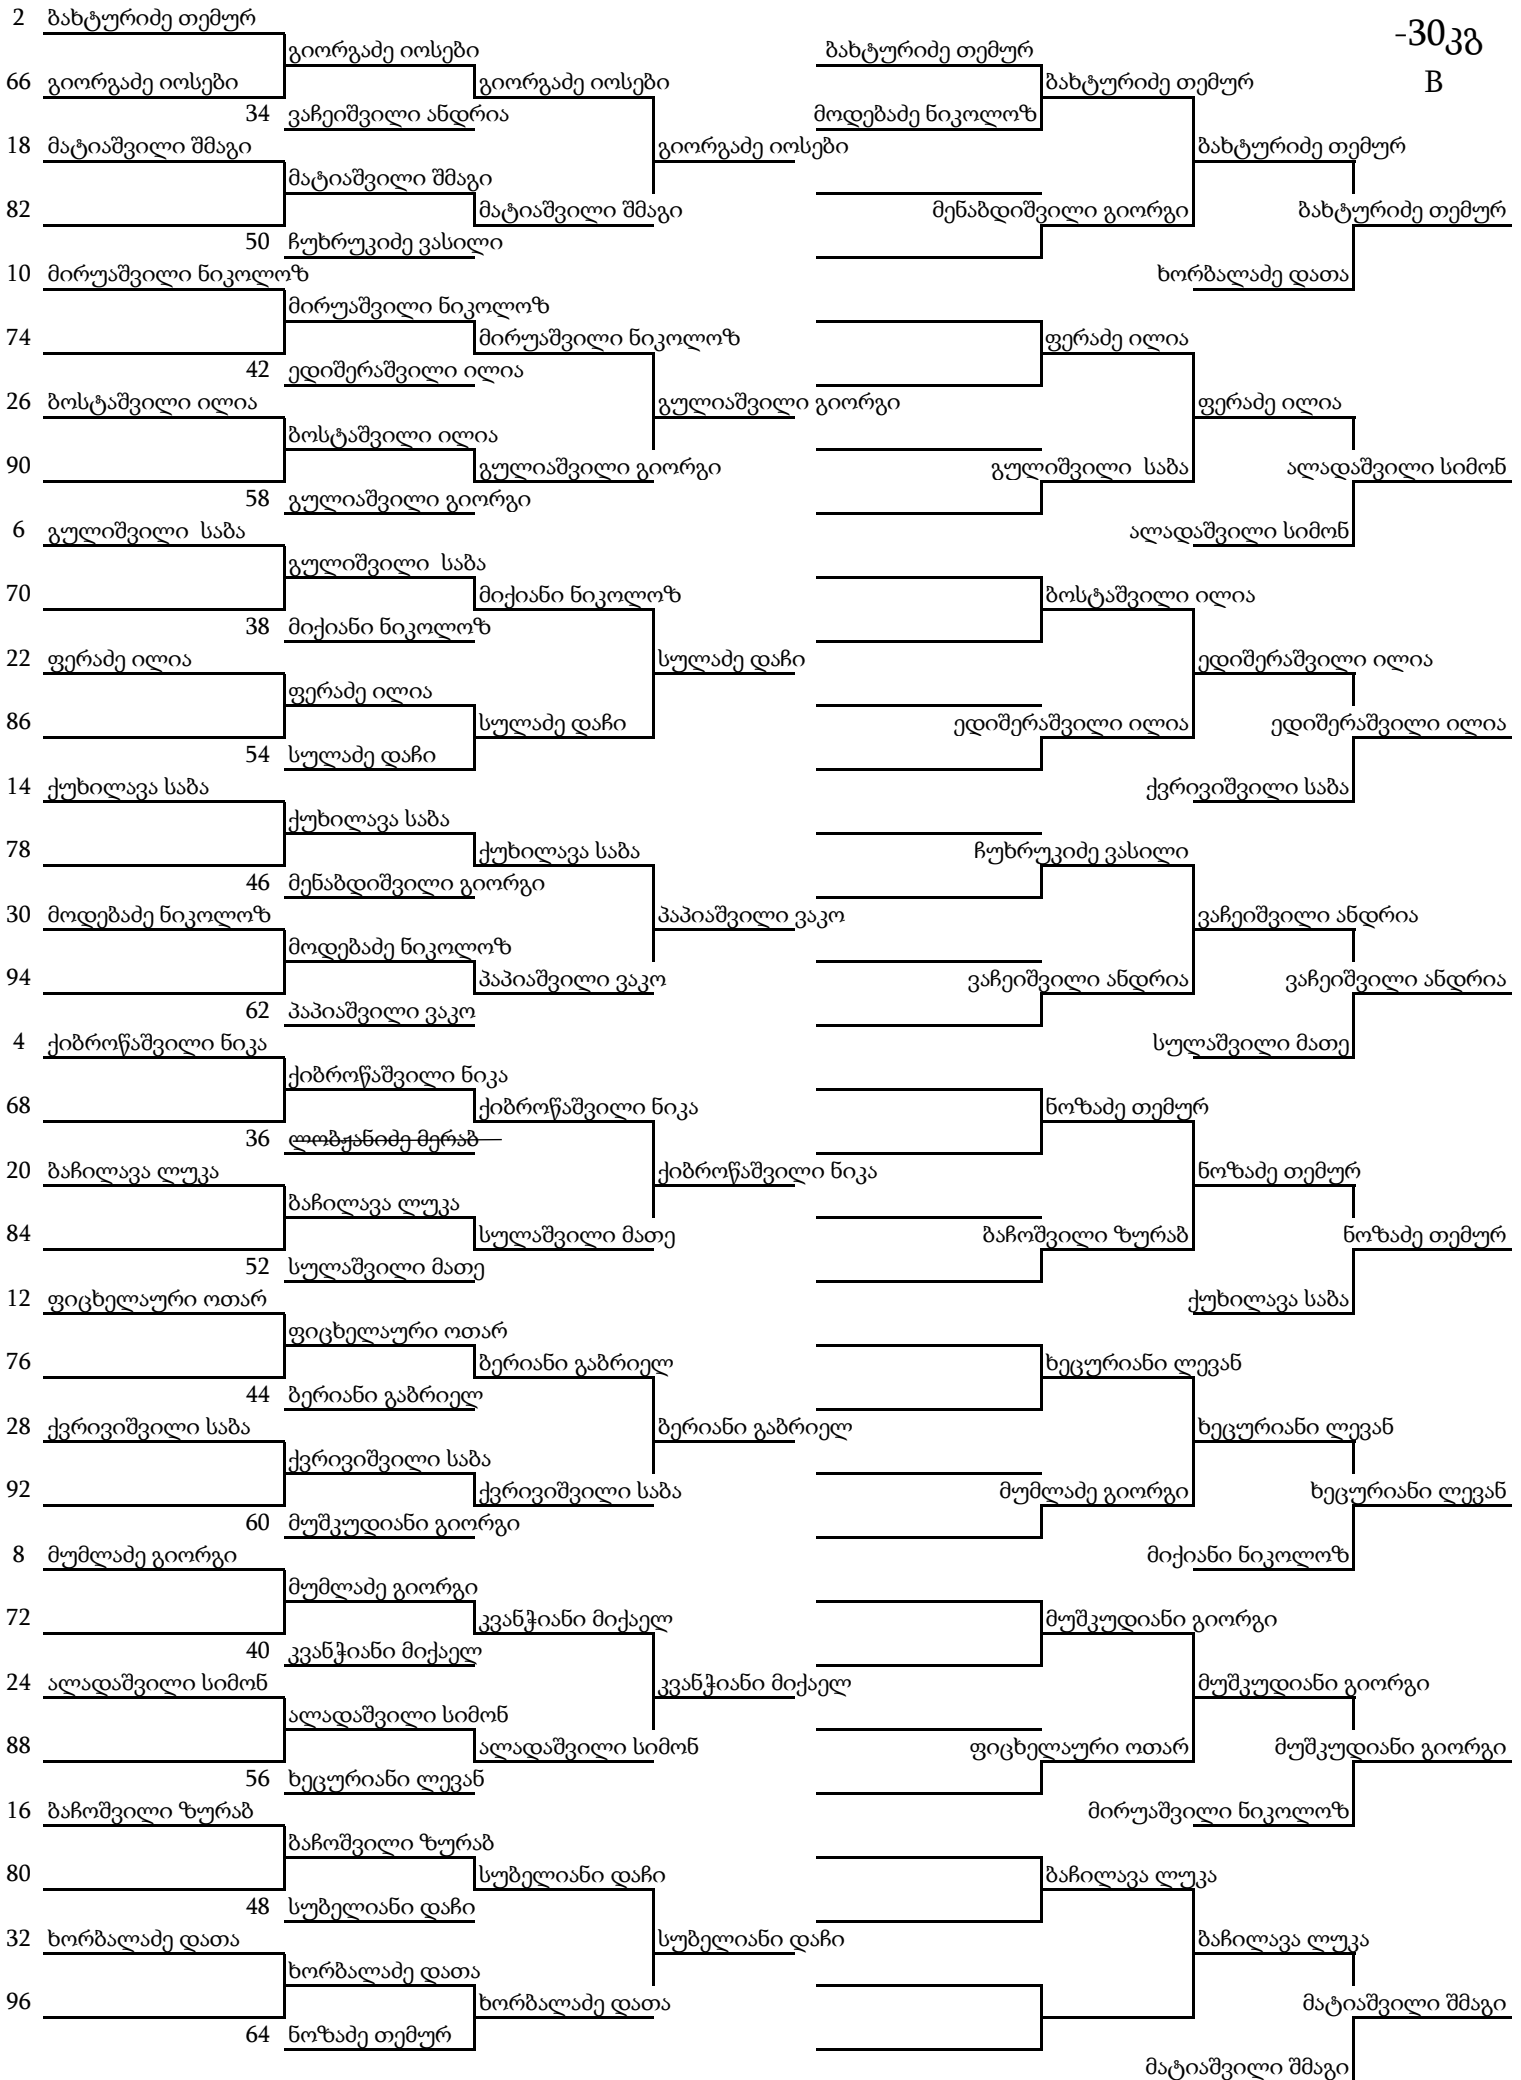 2 ბახტურიძე თემურ
-30კგ
გიორგაძე იოსები
ბახტურიძე თემურ
66 გიორგაძე იოსები
გიორგაძე იოსები
ბახტურიძე თემურ
B
34 ვაჩეიშვილი ანდრია
მოდებაძე ნიკოლოზ
18 მატიაშვილი შმაგი
გიორგაძე იოსები
ბახტურიძე თემურ
მატიაშვილი შმაგი
82
მატიაშვილი შმაგი
მენაბდიშვილი გიორგი
ბახტურიძე თემურ
50 ჩუხრუკიძე ვასილი
10 მირუაშვილი ნიკოლოზ
ხორბალაძე დათა
მირუაშვილი ნიკოლოზ
74
მირუაშვილი ნიკოლოზ
ფერაძე ილია
42 ედიშერაშვილი ილია
26 ბოსტაშვილი ილია
გულიაშვილი გიორგი
ფერაძე ილია
ბოსტაშვილი ილია
90
გულიაშვილი გიორგი
გულიშვილი საბა
ალადაშვილი სიმონ
58 გულიაშვილი გიორგი
6 გულიშვილი საბა
ალადაშვილი სიმონ
გულიშვილი საბა
70
მიქიანი ნიკოლოზ
ბოსტაშვილი ილია
38 მიქიანი ნიკოლოზ
22 ფერაძე ილია
სულაძე დაჩი
ედიშერაშვილი ილია
ფერაძე ილია
86
სულაძე დაჩი
ედიშერაშვილი ილია
ედიშერაშვილი ილია
54 სულაძე დაჩი
14 ქუხილავა საბა
ქვრივიშვილი საბა
ქუხილავა საბა
78
ქუხილავა საბა
ჩუხრუკიძე ვასილი
46 მენაბდიშვილი გიორგი
30 მოდებაძე ნიკოლოზ
პაპიაშვილი ვაკო
ვაჩეიშვილი ანდრია
მოდებაძე ნიკოლოზ
94
პაპიაშვილი ვაკო
ვაჩეიშვილი ანდრია
ვაჩეიშვილი ანდრია
62 პაპიაშვილი ვაკო
4 ქიბროწაშვილი ნიკა
სულაშვილი მათე
ქიბროწაშვილი ნიკა
68
ქიბროწაშვილი ნიკა
ნოზაძე თემურ
36 ლობჟანიძე მერაბ
20 ბაჩილავა ლუკა
ქიბროწაშვილი ნიკა
ნოზაძე თემურ
ბაჩილავა ლუკა
84
სულაშვილი მათე
ბაჩოშვილი ზურაბ
ნოზაძე თემურ
52 სულაშვილი მათე
12 ფიცხელაური ოთარ
ქუხილავა საბა
ფიცხელაური ოთარ
76
ბერიანი გაბრიელ
ხეცურიანი ლევან
44 ბერიანი გაბრიელ
28 ქვრივიშვილი საბა
ბერიანი გაბრიელ
ხეცურიანი ლევან
ქვრივიშვილი საბა
92
ქვრივიშვილი საბა
მუმლაძე გიორგი
ხეცურიანი ლევან
60 მუშკუდიანი გიორგი
8 მუმლაძე გიორგი
მიქიანი ნიკოლოზ
მუმლაძე გიორგი
72
კვანჭიანი მიქაელ
მუშკუდიანი გიორგი
40 კვანჭიანი მიქაელ
24 ალადაშვილი სიმონ
კვანჭიანი მიქაელ
მუშკუდიანი გიორგი
ალადაშვილი სიმონ
88
ალადაშვილი სიმონ
ფიცხელაური ოთარ
მუშკუდიანი გიორგი
56 ხეცურიანი ლევან
16 ბაჩოშვილი ზურაბ
მირუაშვილი ნიკოლოზ
ბაჩოშვილი ზურაბ
80
სუბელიანი დაჩი
ბაჩილავა ლუკა
48 სუბელიანი დაჩი
32 ხორბალაძე დათა
სუბელიანი დაჩი
ბაჩილავა ლუკა
ხორბალაძე დათა
96
ხორბალაძე დათა
მატიაშვილი შმაგი
64 ნოზაძე თემურ
მატიაშვილი შმაგი